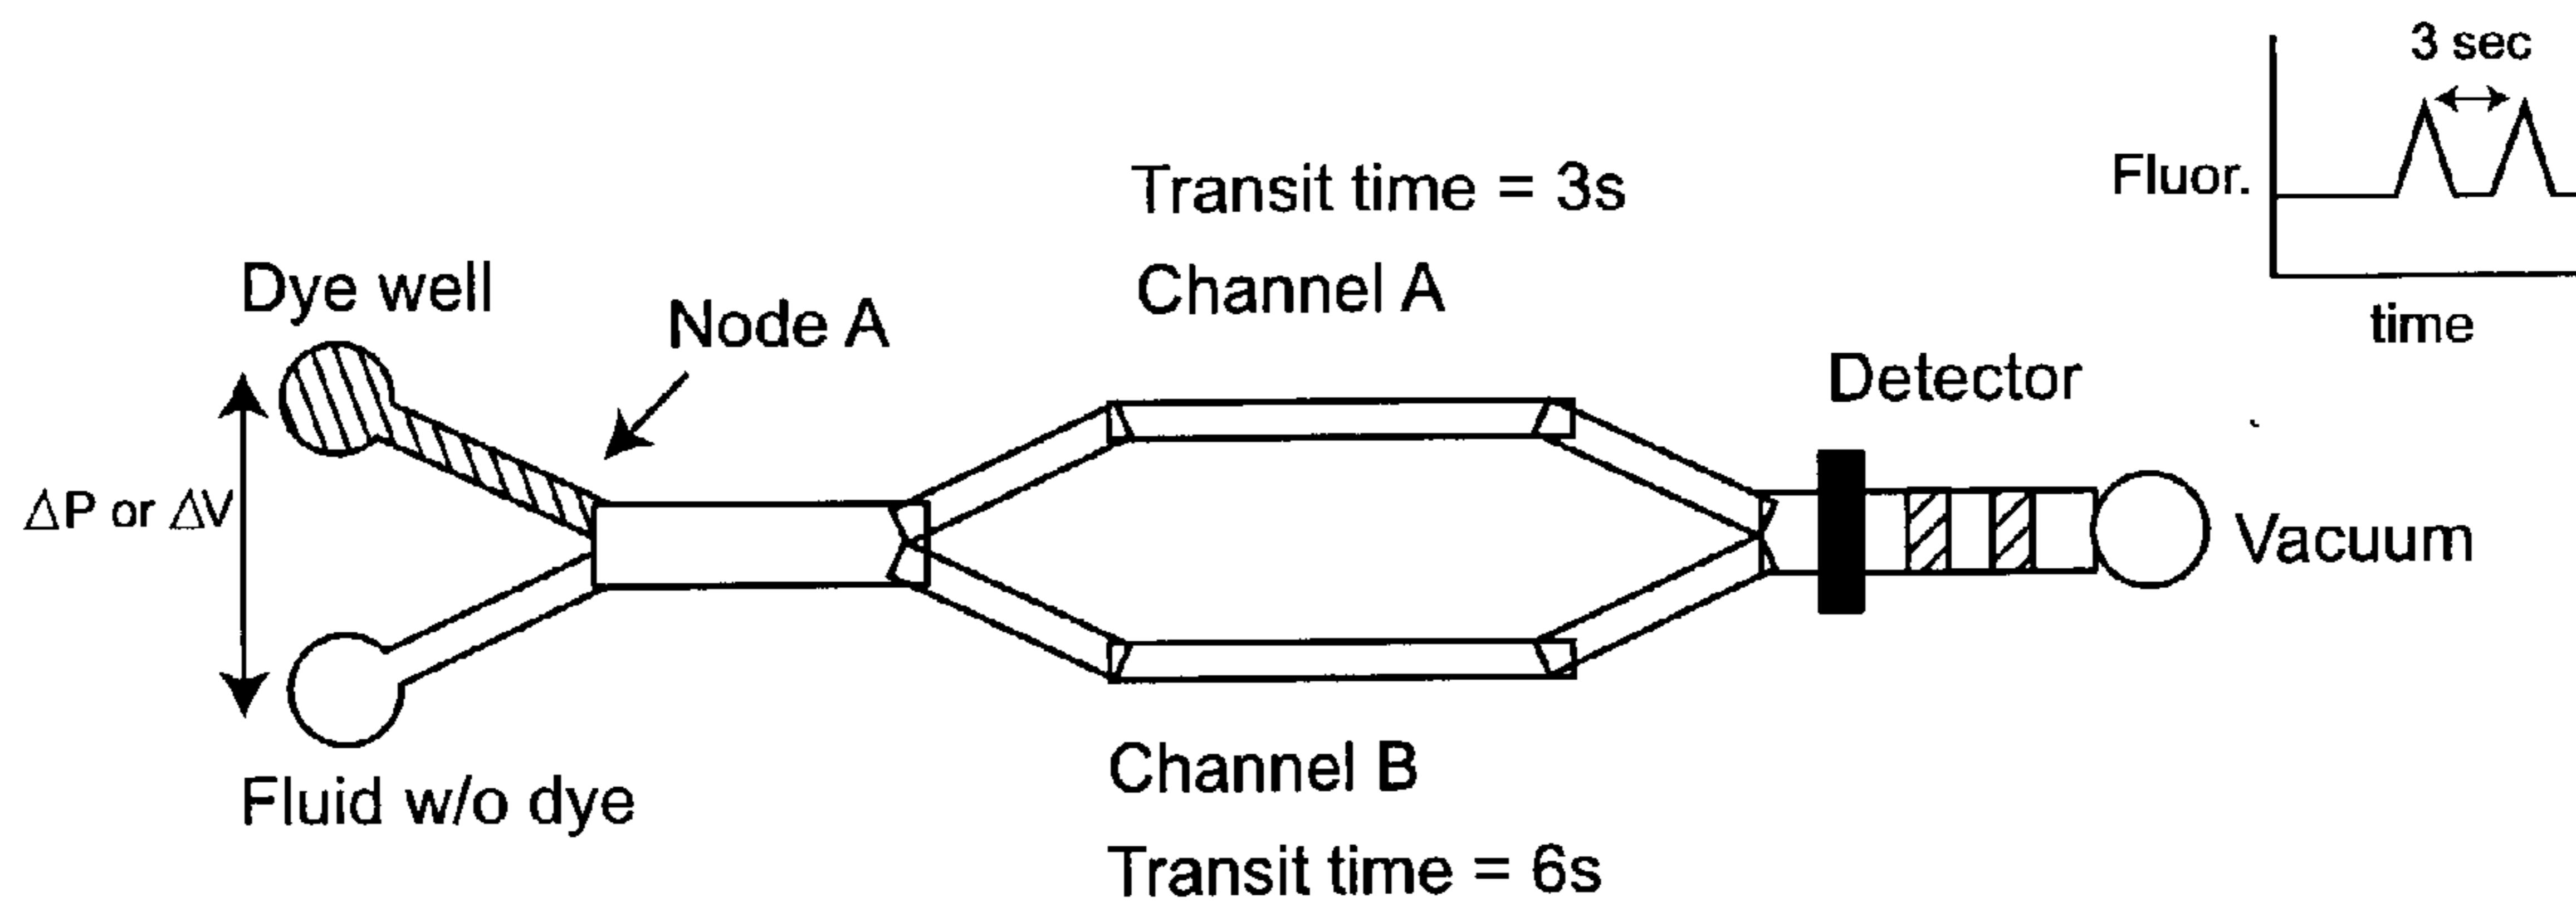 3 sec
Fluor.
time
Transit time = 3s
Channel A
Dye well
Node A
Detector
ΔP or ΔV
Vacuum
Fluid w/o dye
Channel B
Transit time = 6s